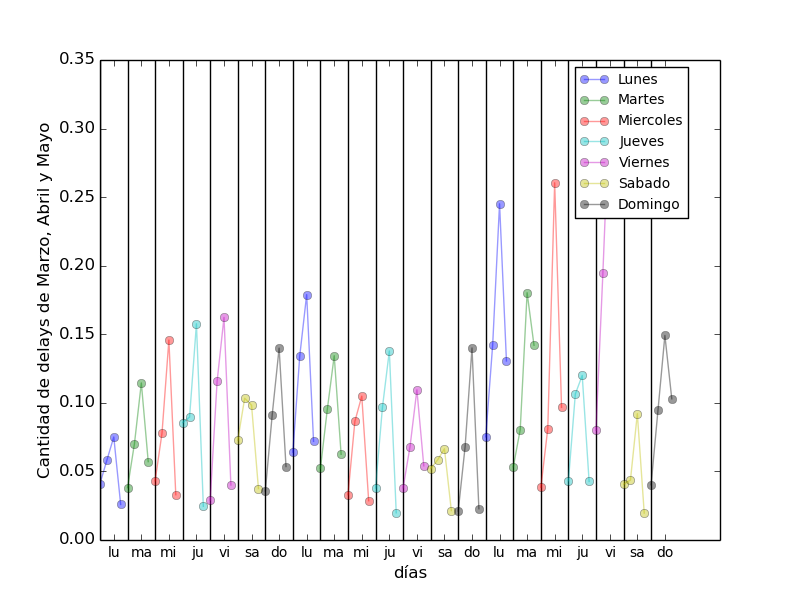 0.35
0.30
0.25
0.20
0.15
0.10
0.05
0.00
Cantidad de delays de Marzo, Abril y Mayo
Lunes
Martes
Miercoles
Jueves
Viernes
Sabado
Domingo
lu ma mi ju vi sa do lu ma mi ju vi sa do lu ma mi ju vi sa do
días